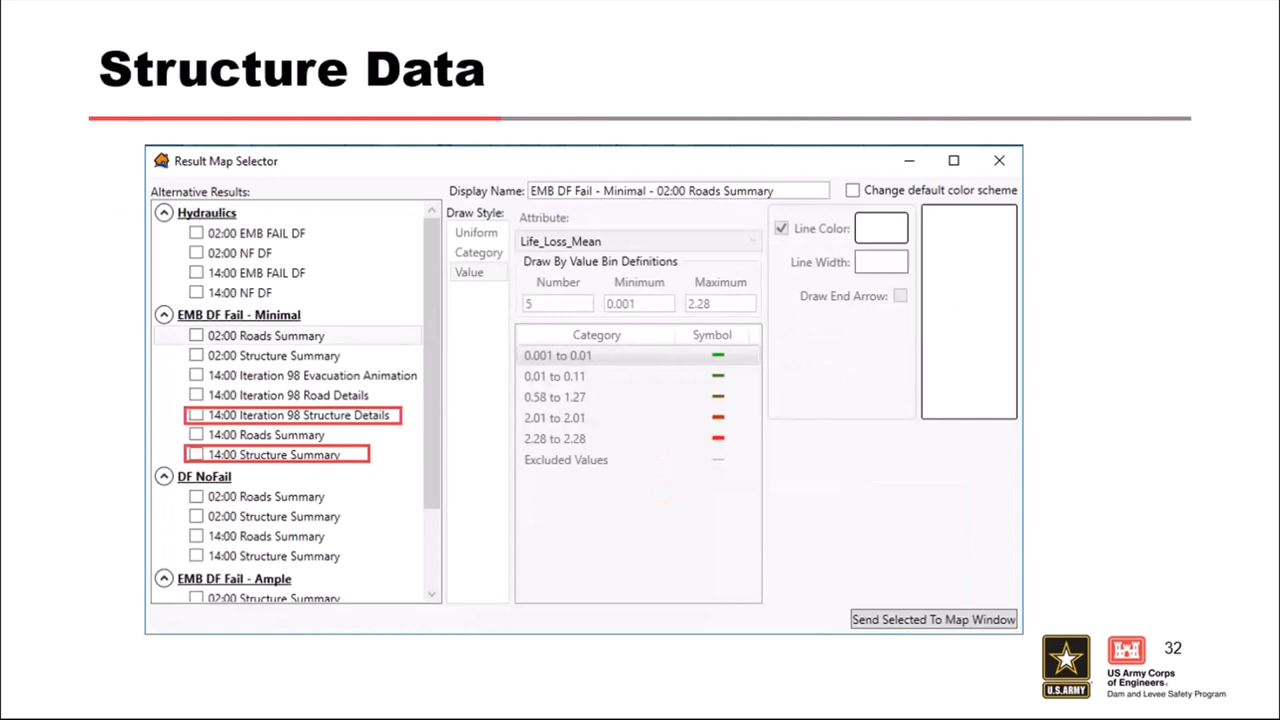 Structure Data
Result Map Selector
Alternative Results:
Hydraulics
02:00 EMB FAIL DF
02:00 NF DF
14:00 EMB FAIL DF
14:00 NF DF
EMB DF Fail - Minimal
02:00 Roads Summary
02:00 Structure Summary
14:00 Iteration 98 Evacuation Animation
14:00 Iteration 98 Road Details
14:00 Iteration 98 Structure Details
14:00 Roads Summary
14:00 Structure Summary
DF NoFail
02:00 Roads Summary
02:00 Structure Summary
14:00 Roads Summary
14:00 Structure Summary
EMB DF Fail - Ample
02:00 Structure Summary
Display Name: EMB DF Fail - Minimal - 02:00 Roads Summary
Change default color scheme
Draw Style:
Uniform
Category
Value
Attribute:
Life_Loss_Mean
Draw By Value Bin Definitions
Number Minimum Maximum
5 0.001 2.28
Category Symbol
0.001 to 0.01
0.01 to 0.11
0.58 to 1.27
2.01 to 2.01
2.28 to 2.28
Excluded Values
Line Color:
Line Width:
Draw End Arrow:
Send Selected To Map Window
U.S.ARMY
US Army Corps
of Engineers®
Dam and Levee Safety Program
32